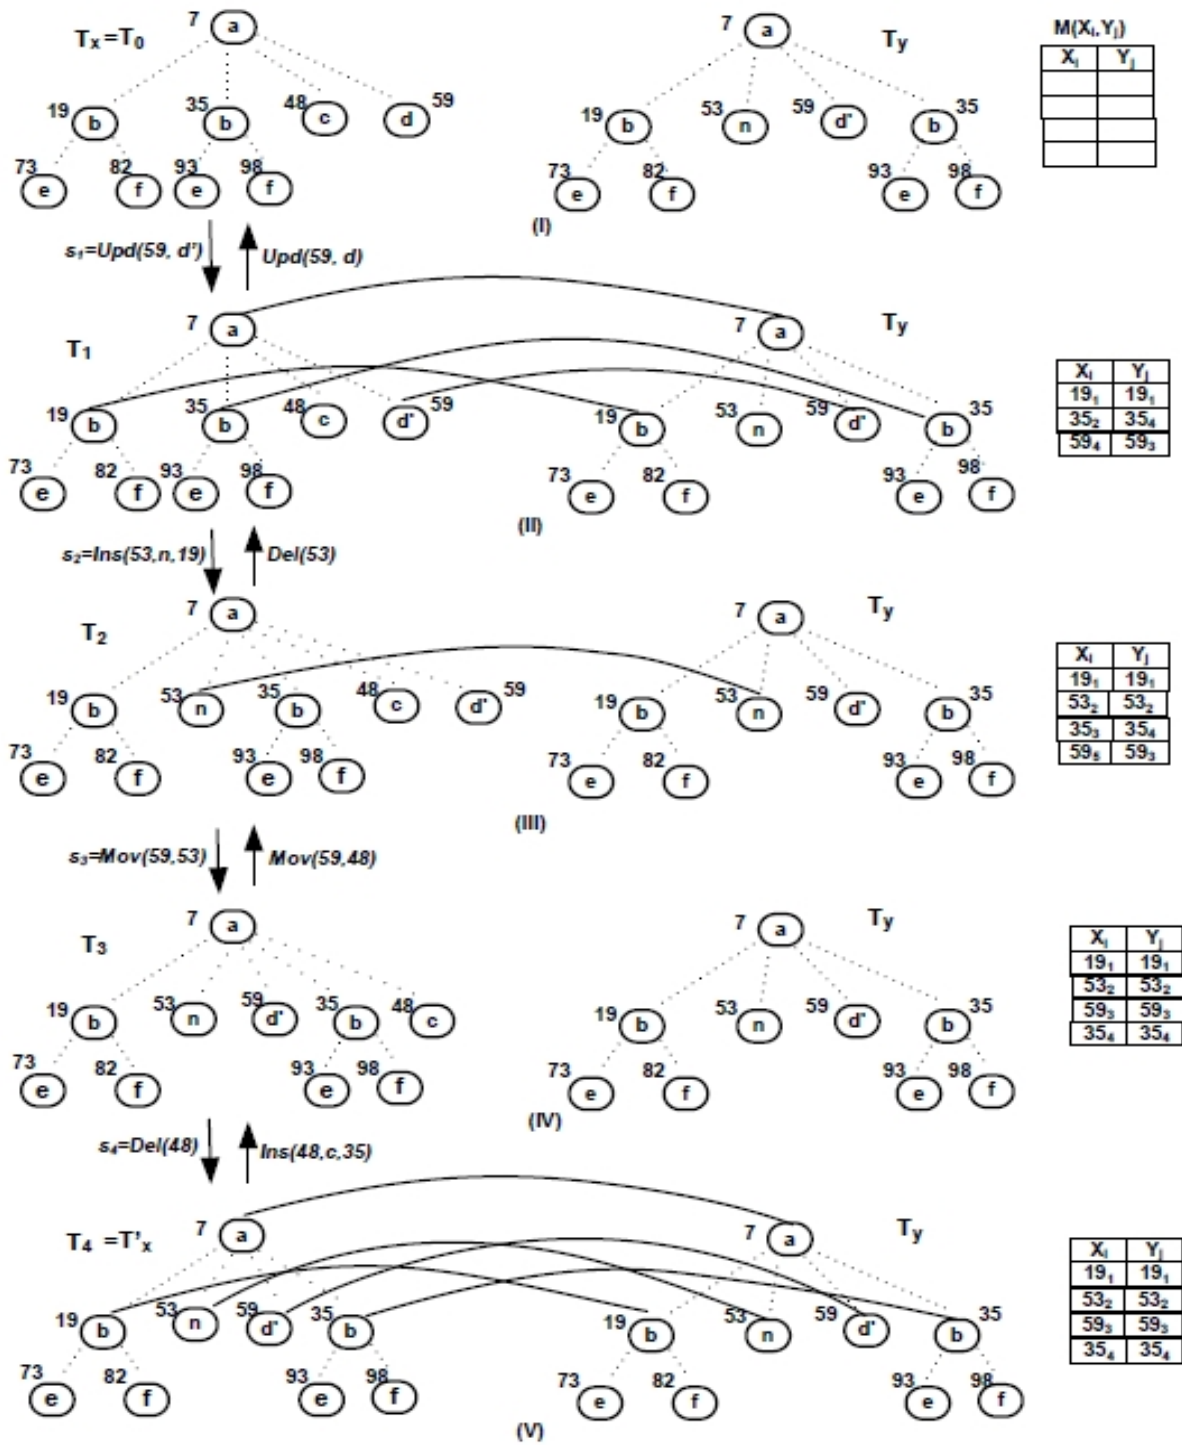 Tx =T0 7 a 7 a Ty M(Xi,Yj)
Xi Yj
19 b 35 b 48 c d 59 19 b 53 n 59 d' b 35
73 e 82 f 93 e 98 f 73 e 82 f 93 e 98 f
(I)
s1=Upd(59, d') Upd(59, d)
T1 7 a 7 a Ty
Xi Yj
191 191
352 354
594 593
19 b 35 b 48 c d' 59 19 b 53 n 59 d' b 35
73 e 82 f 93 e 98 f 73 e 82 f 93 e 98 f
(II)
s2=Ins(53,n,19) Del(53)
T2 7 a 7 a Ty
Xi Yj
191 191
532 532
353 354
595 593
19 b 53 n 35 b 48 c d' 59 19 b 53 n 59 d' b 35
73 e 82 f 93 e 98 f 73 e 82 f 93 e 98 f
(III)
s3=Mov(59,53) Mov(59,48)
T3 7 a 7 a Ty
Xi Yj
191 191
532 532
593 593
354 354
19 b 53 n 59 d' 35 b 48 c 19 b 53 n 59 d' b 35
73 e 82 f 93 e 98 f 73 e 82 f 93 e 98 f
(IV)
s4=Del(48) Ins(48,c,35)
T4 =T'x 7 a 7 a Ty
Xi Yj
191 191
532 532
593 593
354 354
19 b 53 n 59 d' 35 b 19 b 53 n 59 d' b 35
73 e 82 f 93 e 98 f 73 e 82 f 93 e 98 f
(V)